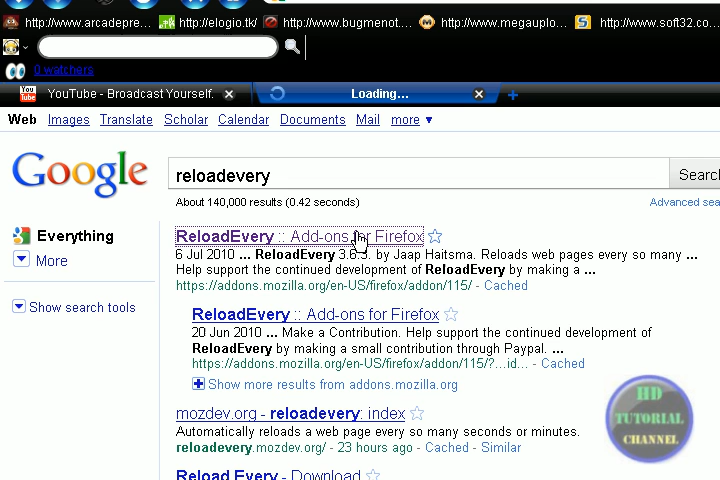 http://www.arcadepre... http://elogio.tk/ http://www.bugmenot.... http://www.megauplo... S http://www.soft32.co...
0 watchers
You Tube YouTube - Broadcast Yourself. Loading...
Web Images Translate Scholar Calendar Documents Mail more ▼
Google reloadevery Searc
About 140,000 results (0.42 seconds) Advanced sea
Everything ReloadEvery :: Add-ons for Firefox
6 Jul 2010 ... ReloadEvery 3.6.3. by Jaap Haitsma. Reloads web pages every so many ...
More
Help support the continued development of ReloadEvery by making a ...
https://addons.mozilla.org/en-US/firefox/addon/115/ - Cached
Show search tools
ReloadEvery :: Add-ons for Firefox
20 Jun 2010 ... Make a Contribution. Help support the continued development of
ReloadEvery by making a small contribution through Paypal. ...
https://addons.mozilla.org/en-US/firefox/addon/115/?...id... - Cached
Show more results from addons.mozilla.org
mozdev.org - reloadevery: index
Automatically reloads a web page every so many seconds or minutes.
reloadevery.mozdev.org/ - 23 hours ago - Cached - Similar
Reload Every - Download
HD
TUTORIAL
CHANNEL